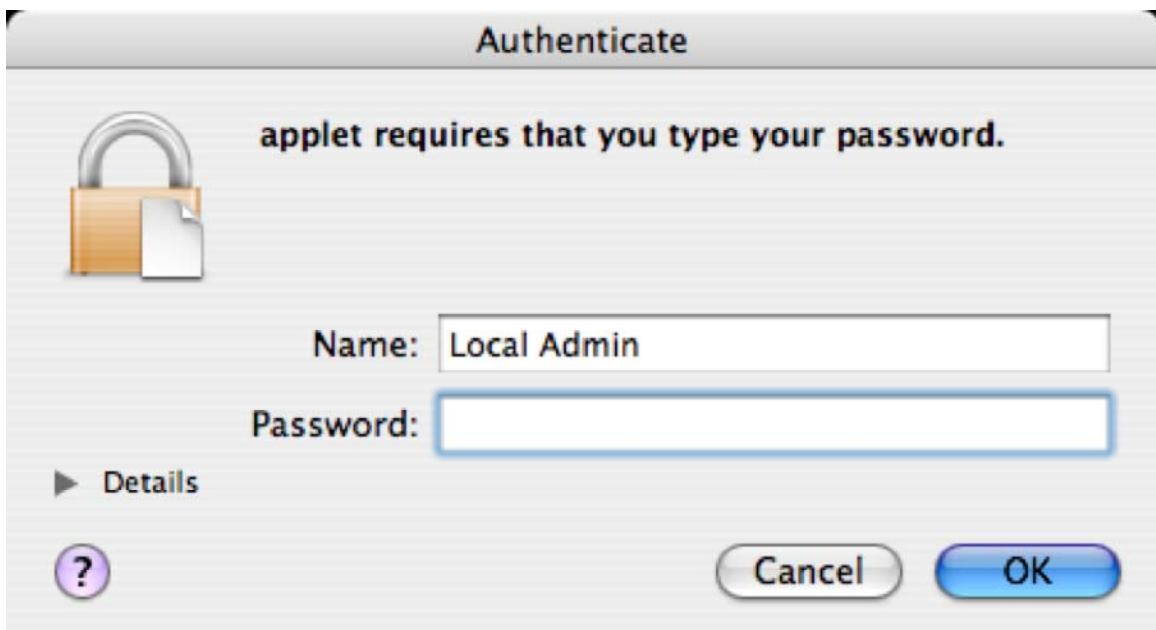 Authenticate
applet requires that you type your password.
Name: Local Admin
Password:
Details
?
Cancel
OK